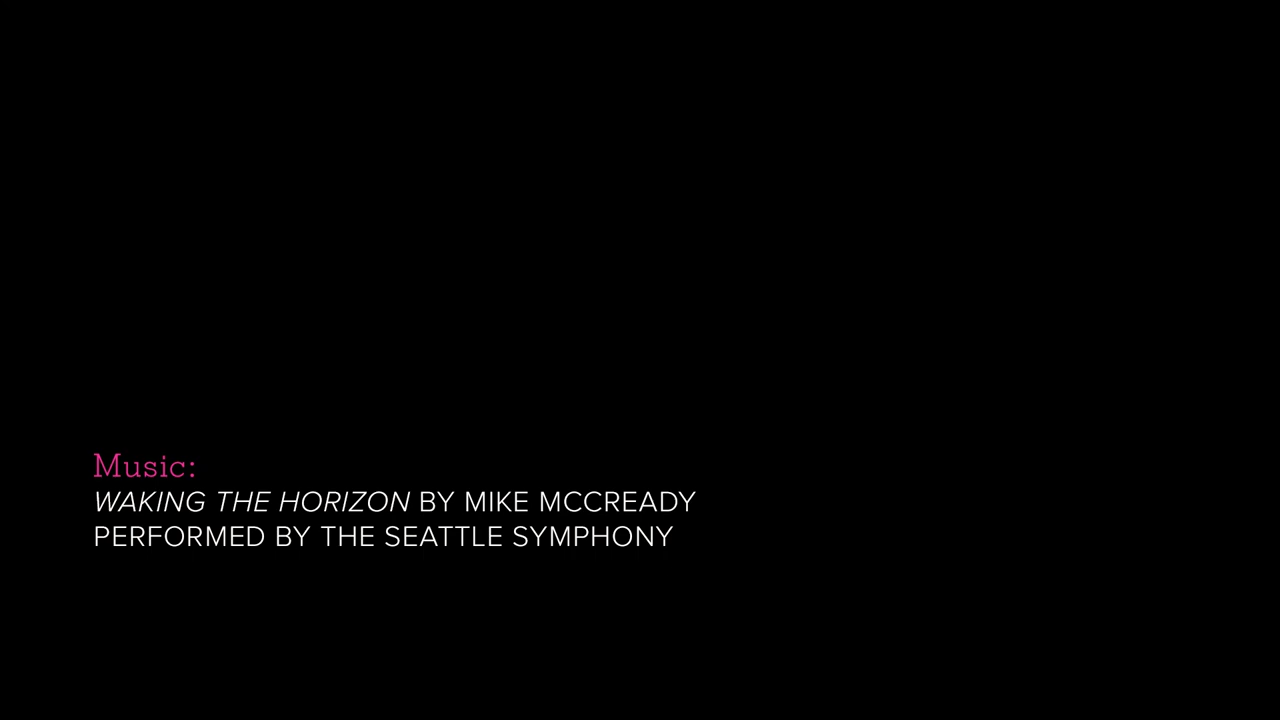 Music:
WAKING THE HORIZON BY MIKE MCCREADY
PERFORMED BY THE SEATTLE SYMPHONY